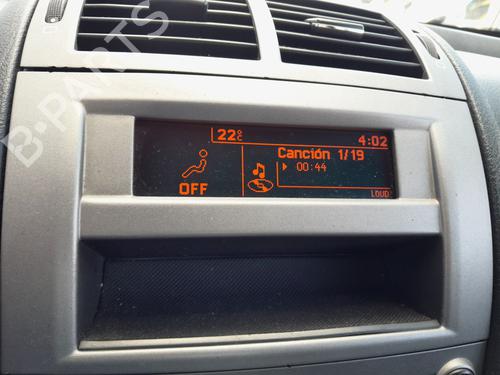 22°C 4:02
Canción 1/19
00:44
OFF
LOUD
B-PARTS